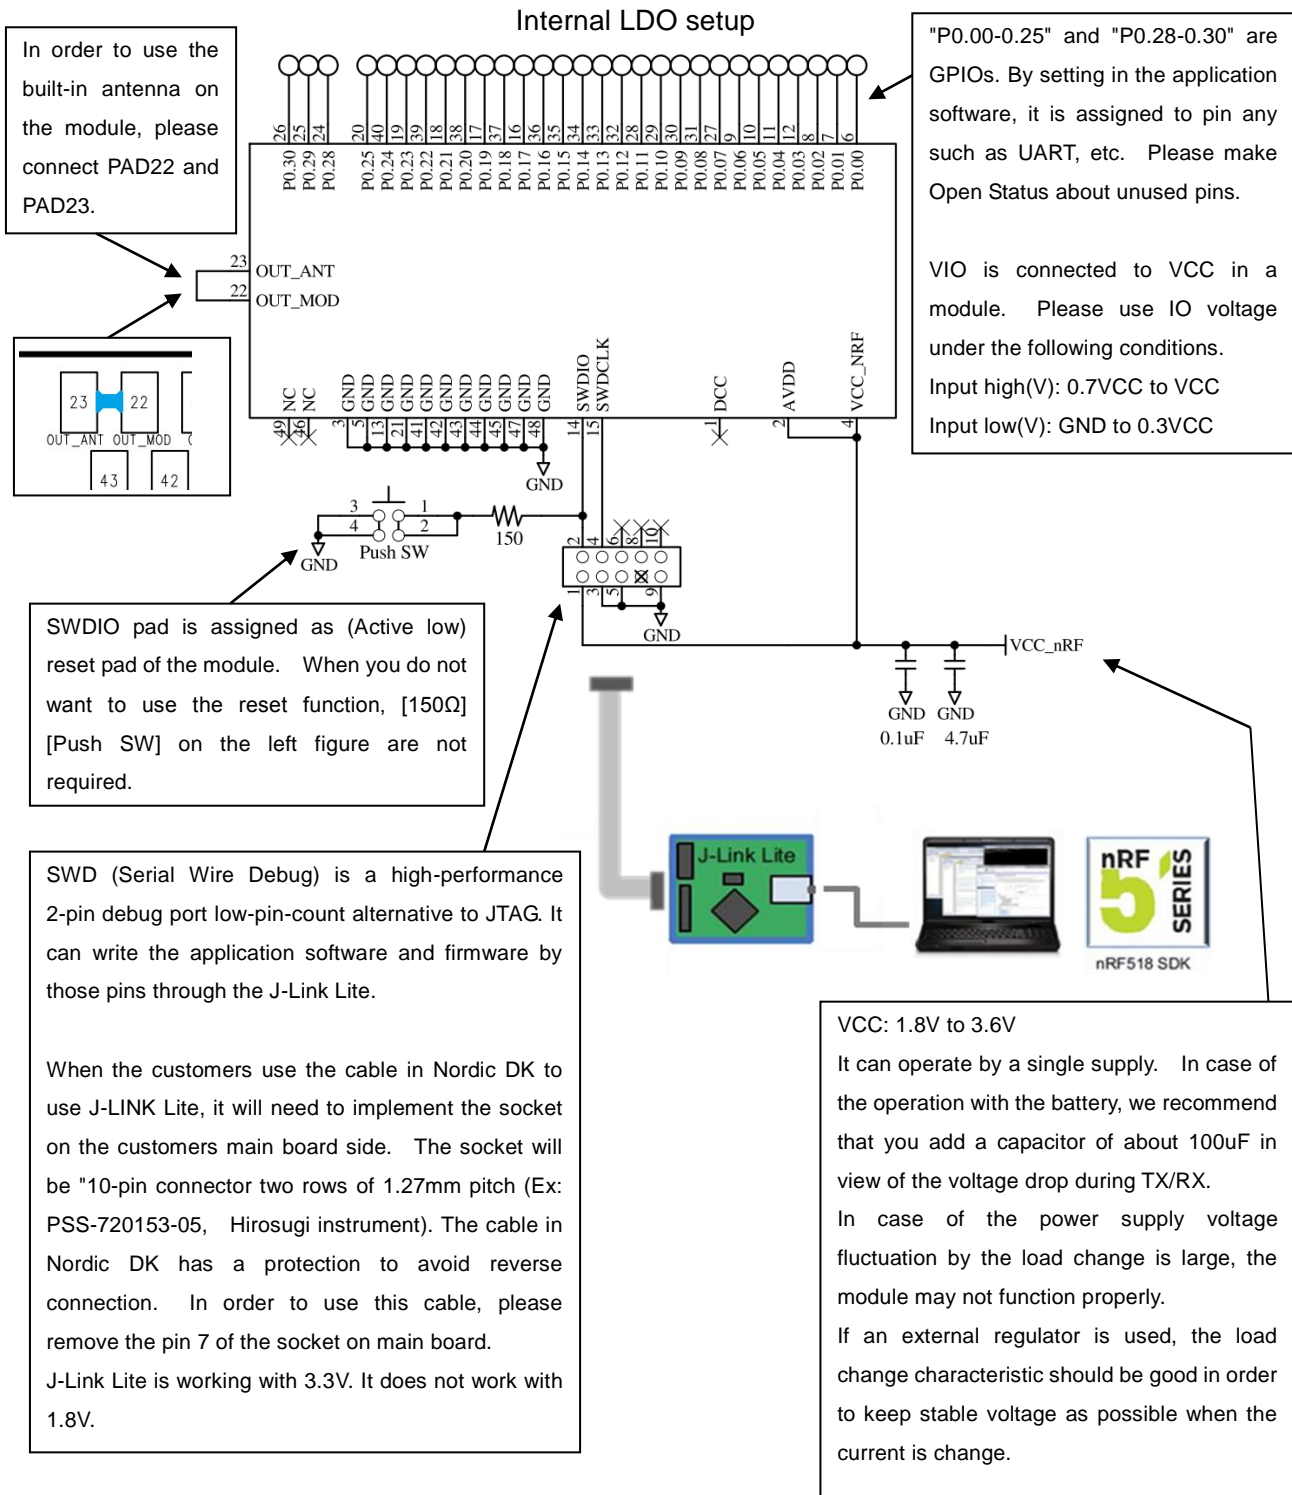 Internal LDO setup
In order to use the
built-in antenna on
the module, please
connect PAD22 and
PAD23.
"P0.00-0.25" and "P0.28-0.30" are
GPIOs. By setting in the application
software, it is assigned to pin any
such as UART, etc. Please make
Open Status about unused pins.
VIO is connected to VCC in a
module. Please use IO voltage
under the following conditions.
Input high(V): 0.7VCC to VCC
Input low(V): GND to 0.3VCC
26 25 24 20 40 19 39 18 38 17 37 16 36 35 34 33 32 28 29 30 31 27 9 10 11 12 8 7 6
P0.30 P0.29 P0.28 P0.25 P0.24 P0.23 P0.22 P0.21 P0.20 P0.19 P0.18 P0.17 P0.16 P0.15 P0.14 P0.13 P0.12 P0.11 P0.10 P0.09 P0.08 P0.07 P0.06 P0.05 P0.04 P0.03 P0.02 P0.01 P0.00
23 OUT_ANT
22 OUT_MOD
23 22
OUT_ANT OUT_MOD
43 42
NC NC GND GND GND GND GND GND GND GND GND GND GND SWDIO SWDCLK DCC AVDD VCC_NRF
49 46 3 5 13 21 41 42 43 44 45 47 48 14 15 1 2 4
GND
3 1
4 2
Push SW
GND
150
2 4 6 8 10
1 3 5 9
GND
VCC_nRF
GND GND
0.1uF 4.7uF
SWDIO pad is assigned as (Active low)
reset pad of the module. When you do not
want to use the reset function, [150Ω]
[Push SW] on the left figure are not
required.
J-Link Lite
nRF
5
SERIES
nRF518 SDK
SWD (Serial Wire Debug) is a high-performance
2-pin debug port low-pin-count alternative to JTAG. It
can write the application software and firmware by
those pins through the J-Link Lite.
When the customers use the cable in Nordic DK to
use J-LINK Lite, it will need to implement the socket
on the customers main board side. The socket will
be "10-pin connector two rows of 1.27mm pitch (Ex:
PSS-720153-05, Hirosugi instrument). The cable in
Nordic DK has a protection to avoid reverse
connection. In order to use this cable, please
remove the pin 7 of the socket on main board.
J-Link Lite is working with 3.3V. It does not work with
1.8V.
VCC: 1.8V to 3.6V
It can operate by a single supply. In case of
the operation with the battery, we recommend
that you add a capacitor of about 100uF in
view of the voltage drop during TX/RX.
In case of the power supply voltage
fluctuation by the load change is large, the
module may not function properly.
If an external regulator is used, the load
change characteristic should be good in order
to keep stable voltage as possible when the
current is change.